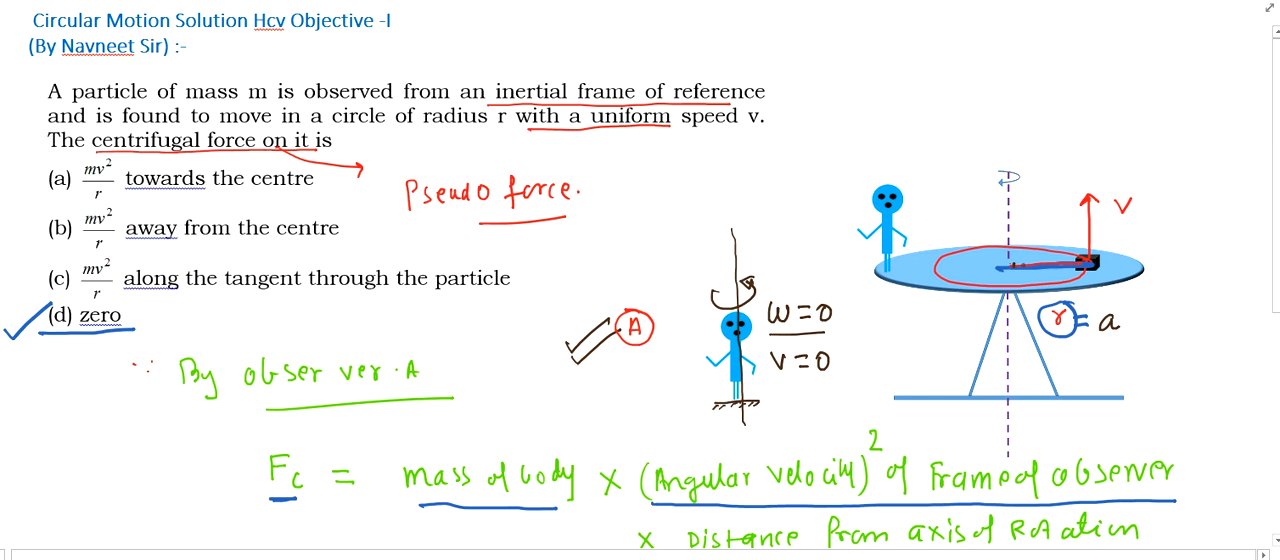 Circular Motion Solution Hcv Objective -I
(By Navneet Sir) :-
A particle of mass m is observed from an inertial frame of reference
and is found to move in a circle of radius r with a uniform speed v.
The centrifugal force on it is
(a) mv²/r towards the centre
(b) mv²/r away from the centre
(c) mv²/r along the tangent through the particle
(d) zero
Pseudo force.
V
r = a
A
ω=0
V=0
∵ By observer. A
Fc = mass of body × (Angular velocity)² of Frame of observer
× Distance from axis of ROtation